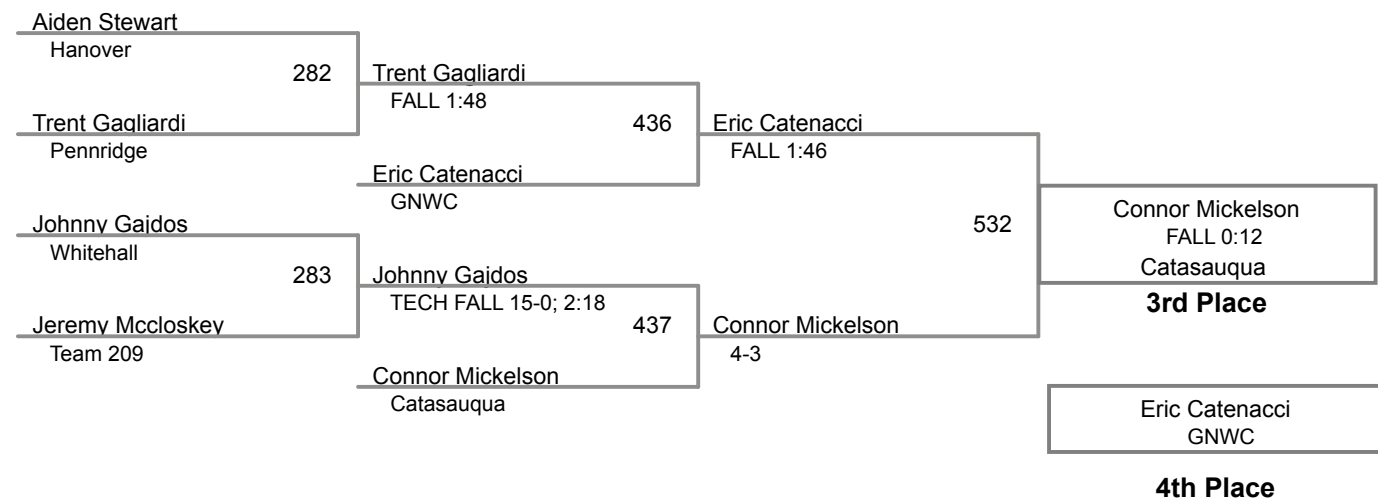 Aiden Stewart
Hanover
282
Trent Gagliardi
FALL 1:48
Trent Gagliardi
Pennridge
436
Eric Catenacci
FALL 1:46
Eric Catenacci
GNWC
Johnny Gajdos
Whitehall
283
Johnny Gajdos
TECH FALL 15-0; 2:18
Jeremy Mccloskey
Team 209
437
Connor Mickelson
4-3
Connor Mickelson
Catasauqua
532
Connor Mickelson
FALL 0:12
Catasauqua
3rd Place
Eric Catenacci
GNWC
4th Place